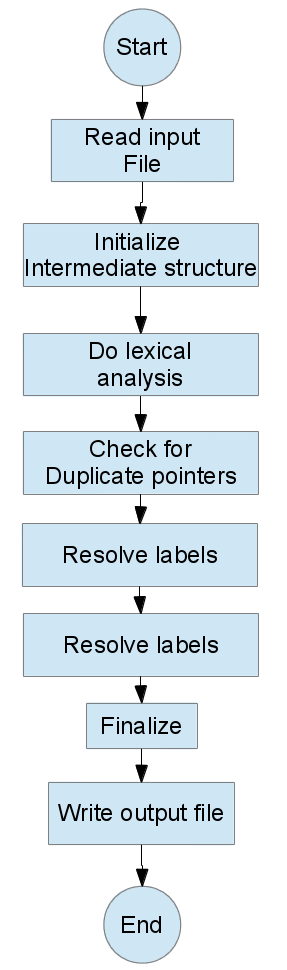 Start
Read input
File
Initialize
Intermediate structure
Do lexical
analysis
Check for
Duplicate pointers
Resolve labels
Resolve labels
Finalize
Write output file
End